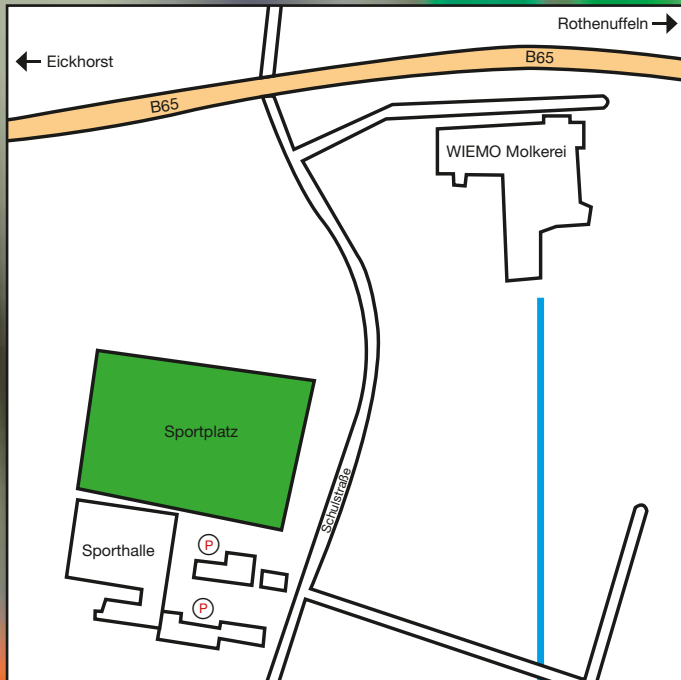 Rothenuffeln
Eickhorst
B65
B65
WIEMO Molkerei
Sportplatz
Schulstraße
Sporthalle
P
P